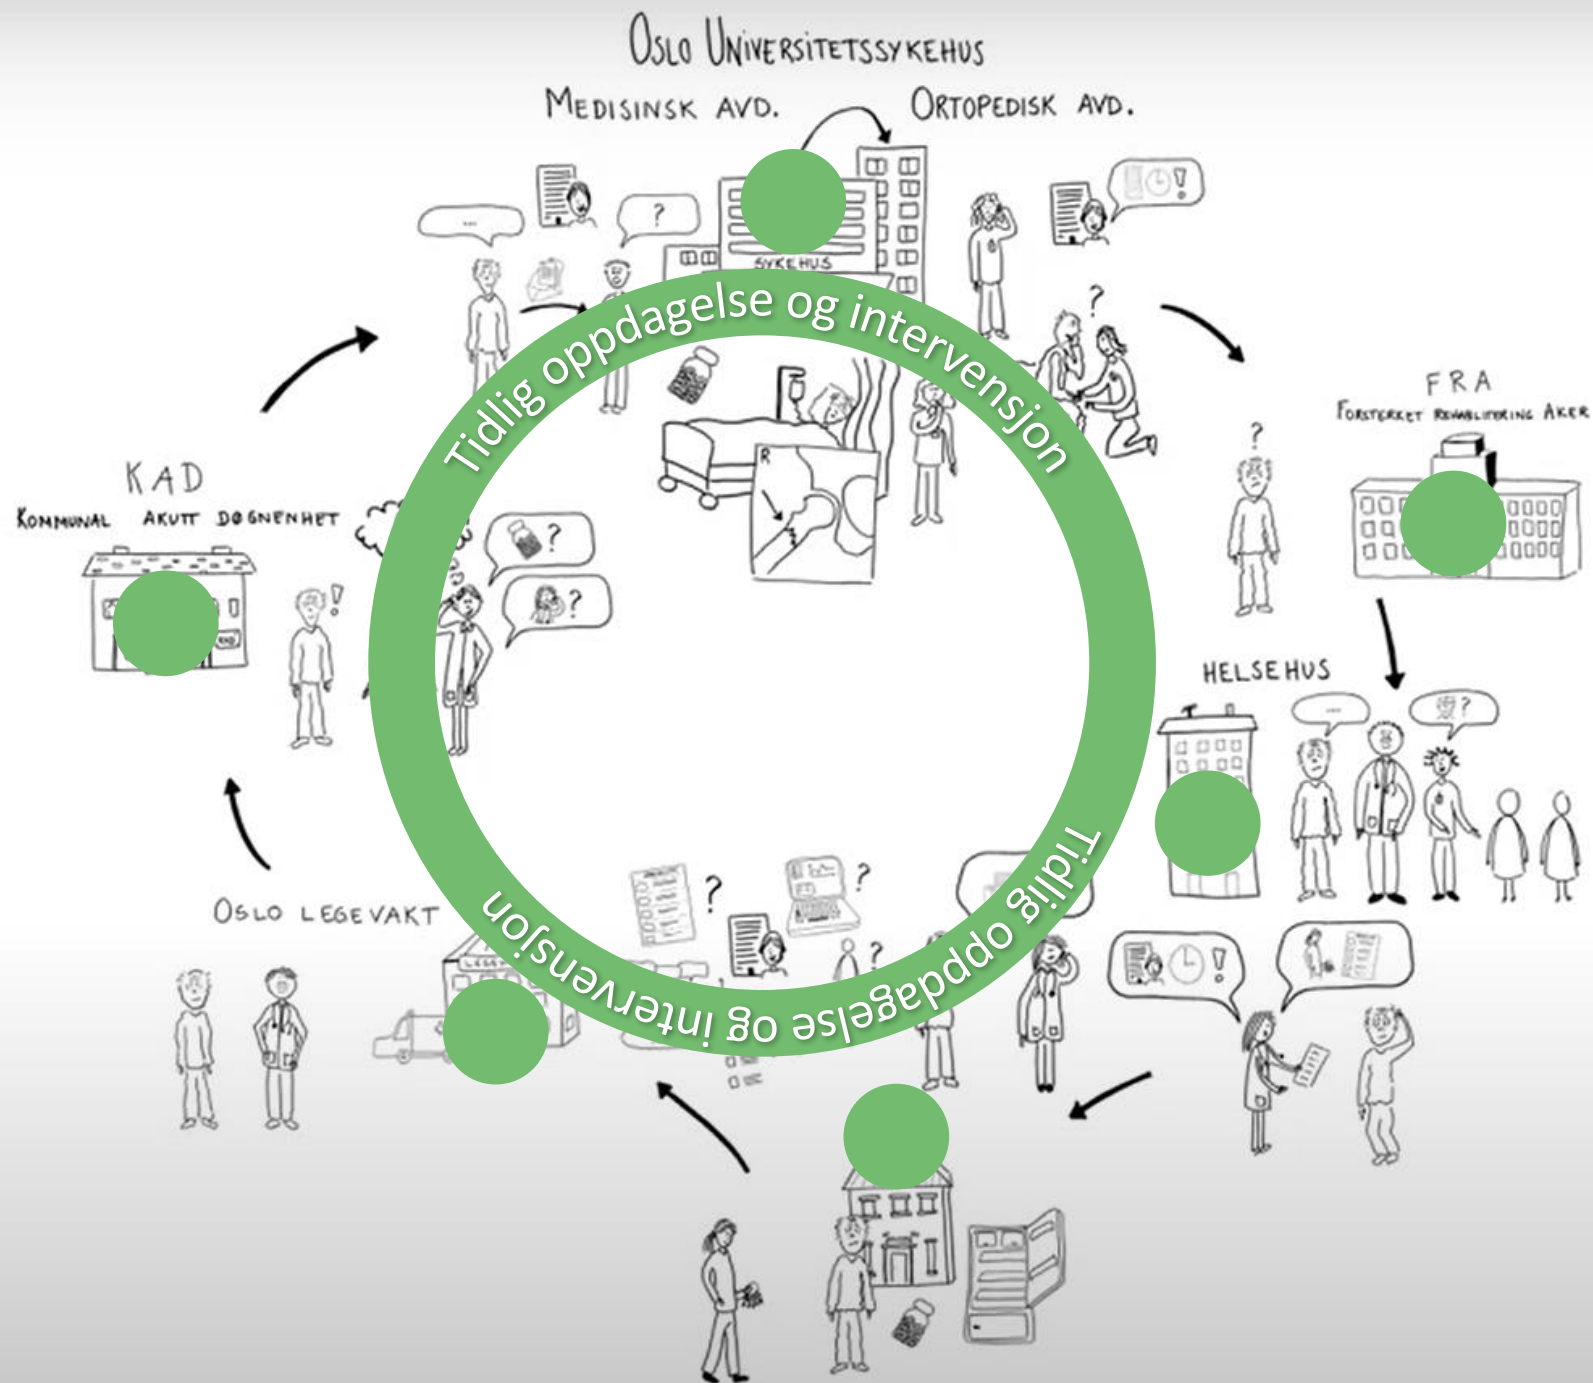 OSLO UNIVERSITETSSYKEHUS
MEDISINSK AVD.
ORTOPEDISK AVD.
...
?
!
SYKEHUS
Tidlig oppdagelse og intervensjon
?
FRA
FORSTERKET REHABILITERING AKER
KAD
KOMMUNAL AKUTT DØGNENHET
R
?
?
?
!
KAD
HELSEHUS
...
?
OSLO LEGEVAKT
?
?
?
!
Tidlig oppdagelse og intervensjon